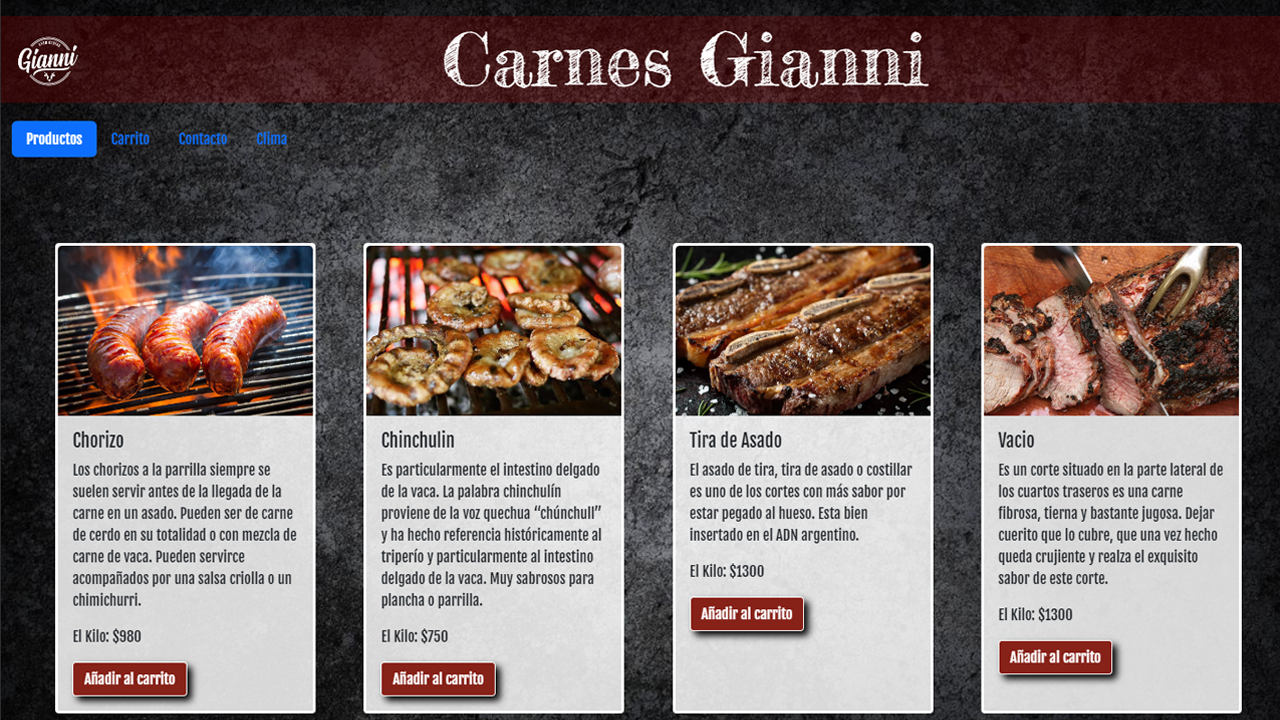 Gianni
Carnes Gianni
Productos
Carrito
Contacto
Clima
Chorizo
Los chorizos a la parrilla siempre se
suelen servir antes de la llegada de la
carne en un asado. Pueden ser de carne
de cerdo en su totalidad o con mezcla de
carne de vaca. Pueden servirce
acompañados por una salsa criolla o un
chimichurri.
El Kilo: $980
Añadir al carrito
Chinchulin
Es particularmente el intestino delgado
de la vaca. La palabra chinchulín
proviene de la voz quechua “chúnchull”
y ha hecho referencia históricamente al
triperío y particularmente al intestino
delgado de la vaca. Muy sabrosos para
plancha o parrilla.
El Kilo: $750
Añadir al carrito
Tira de Asado
El asado de tira, tira de asado o costillar
es uno de los cortes con más sabor por
estar pegado al hueso. Esta bien
insertado en el ADN argentino.
El Kilo: $1300
Añadir al carrito
Vacio
Es un corte situado en la parte lateral de
los cuartos traseros es una carne
fibrosa, tierna y bastante jugosa. Dejar
cuerito que lo cubre, que una vez hecho
queda crujiente y realza el exquisito
sabor de este corte.
El Kilo: $1300
Añadir al carrito